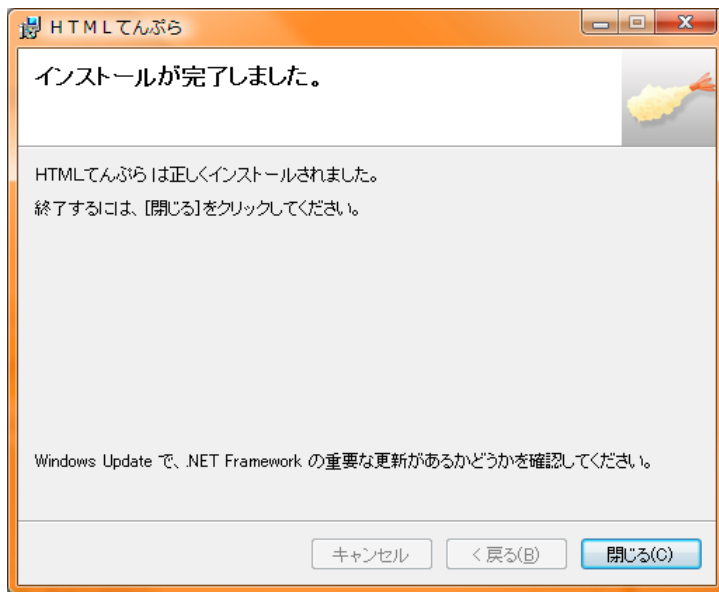 ＨＴＭＬてんぷら
インストールが完了しました。
HTMLてんぷら は正しくインストールされました。
終了するには、[閉じる]をクリックしてください。
Windows Update で、.NET Framework の重要な更新があるかどうかを確認してください。
キャンセル
< 戻る(B)
閉じる(C)